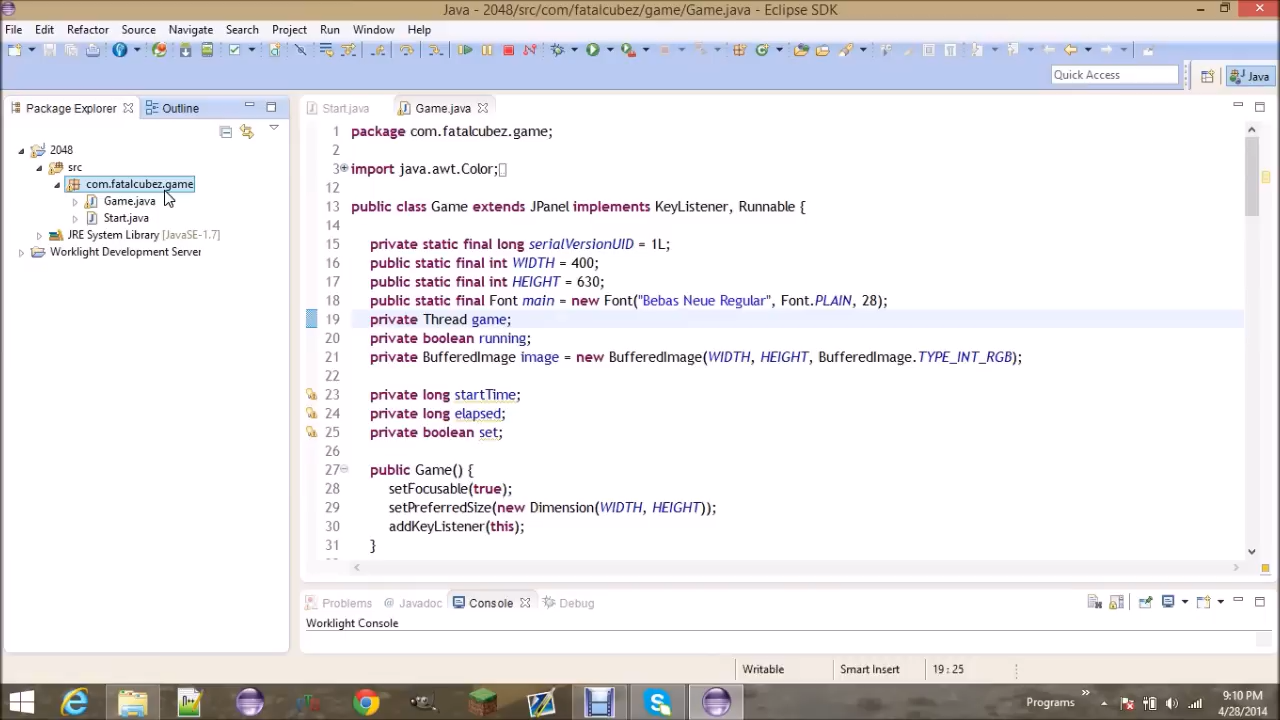 Java - 2048/src/com/fatalcubez/game/Game.java - Eclipse SDK
File Edit Refactor Source Navigate Search Project Run Window Help
Quick Access
Java
Package Explorer
Outline
Start.java
Game.java
2048
src
com.fatalcubez.game
Game.java
Start.java
JRE System Library [JavaSE-1.7]
Worklight Development Server
1 package com.fatalcubez.game;
2
3 import java.awt.Color;
12
13 public class Game extends JPanel implements KeyListener, Runnable {
14
15 private static final long serialVersionUID = 1L;
16 public static final int WIDTH = 400;
17 public static final int HEIGHT = 630;
18 public static final Font main = new Font("Bebas Neue Regular", Font.PLAIN, 28);
19 private Thread game;
20 private boolean running;
21 private BufferedImage image = new BufferedImage(WIDTH, HEIGHT, BufferedImage.TYPE_INT_RGB);
22
23 private long startTime;
24 private long elapsed;
25 private boolean set;
26
27 public Game() {
28 setFocusable(true);
29 setPreferredSize(new Dimension(WIDTH, HEIGHT));
30 addKeyListener(this);
31 }
Problems @ Javadoc Console Debug
Worklight Console
Writable Smart Insert 19 : 25
Programs
9:10 PM
4/28/2014